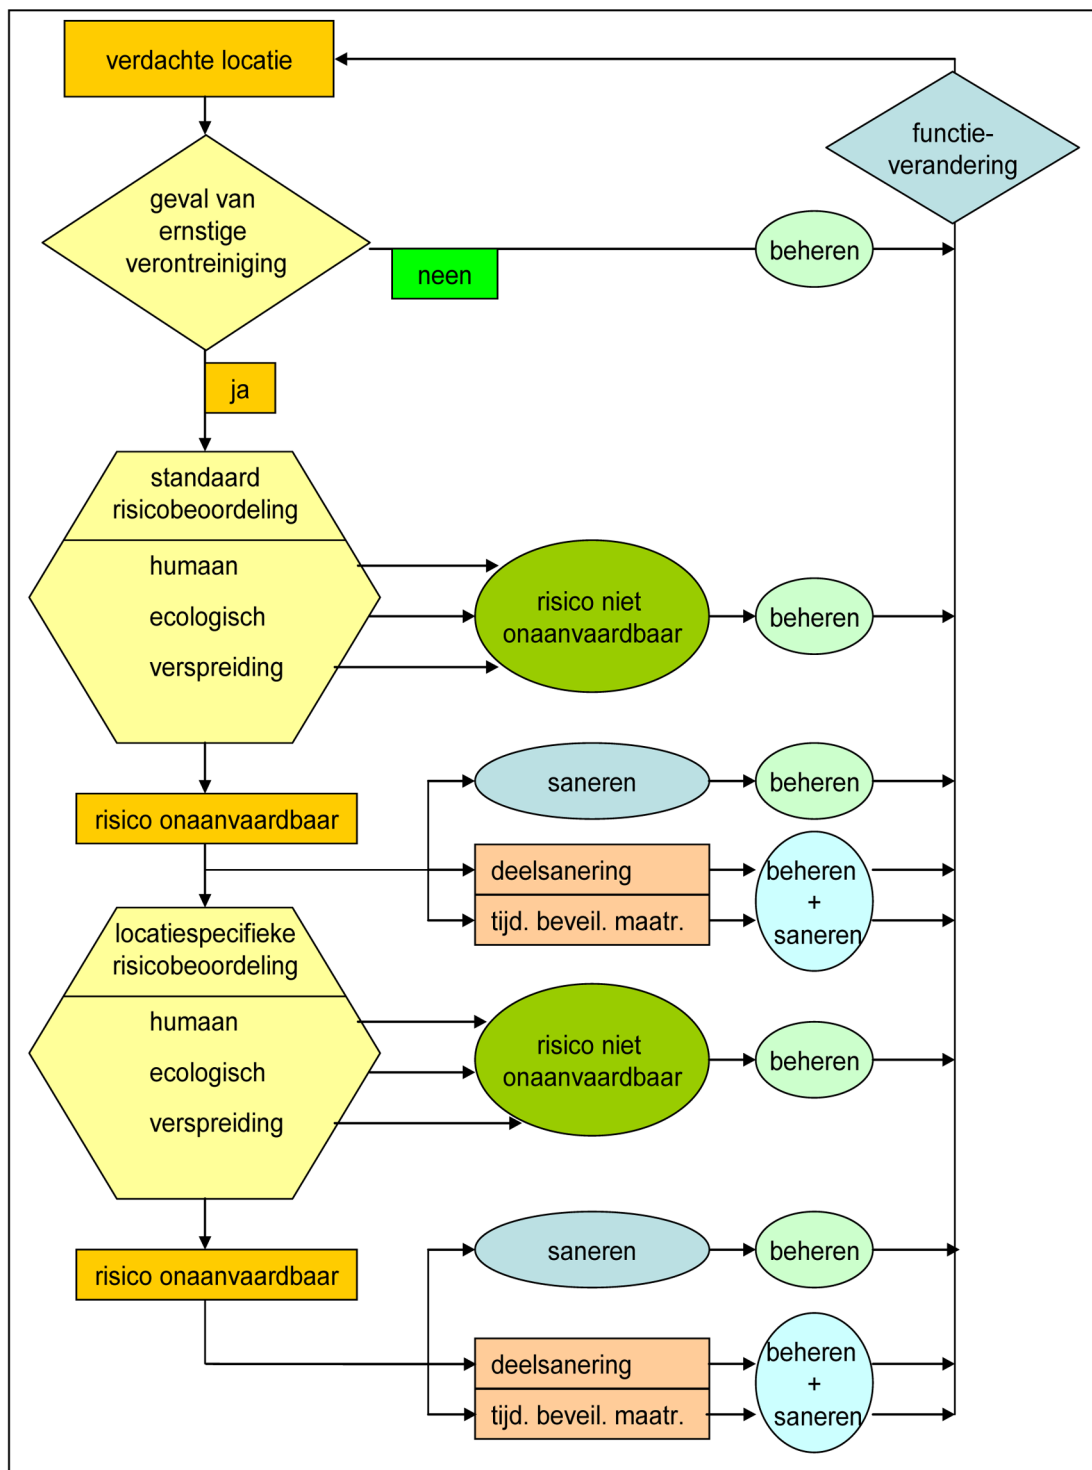 verdachte locatie
functie-
verandering
geval van
ernstige
verontreiniging
neen
beheren
ja
standaard
risicobeoordeling
humaan
ecologisch
verspreiding
risico niet
onaanvaardbaar
beheren
saneren
beheren
risico onaanvaardbaar
deelsanering
tijd. beveil. maatr.
beheren
+
saneren
locatiespecifieke
risicobeoordeling
humaan
ecologisch
verspreiding
risico niet
onaanvaardbaar
beheren
saneren
beheren
risico onaanvaardbaar
deelsanering
tijd. beveil. maatr.
beheren
+
saneren